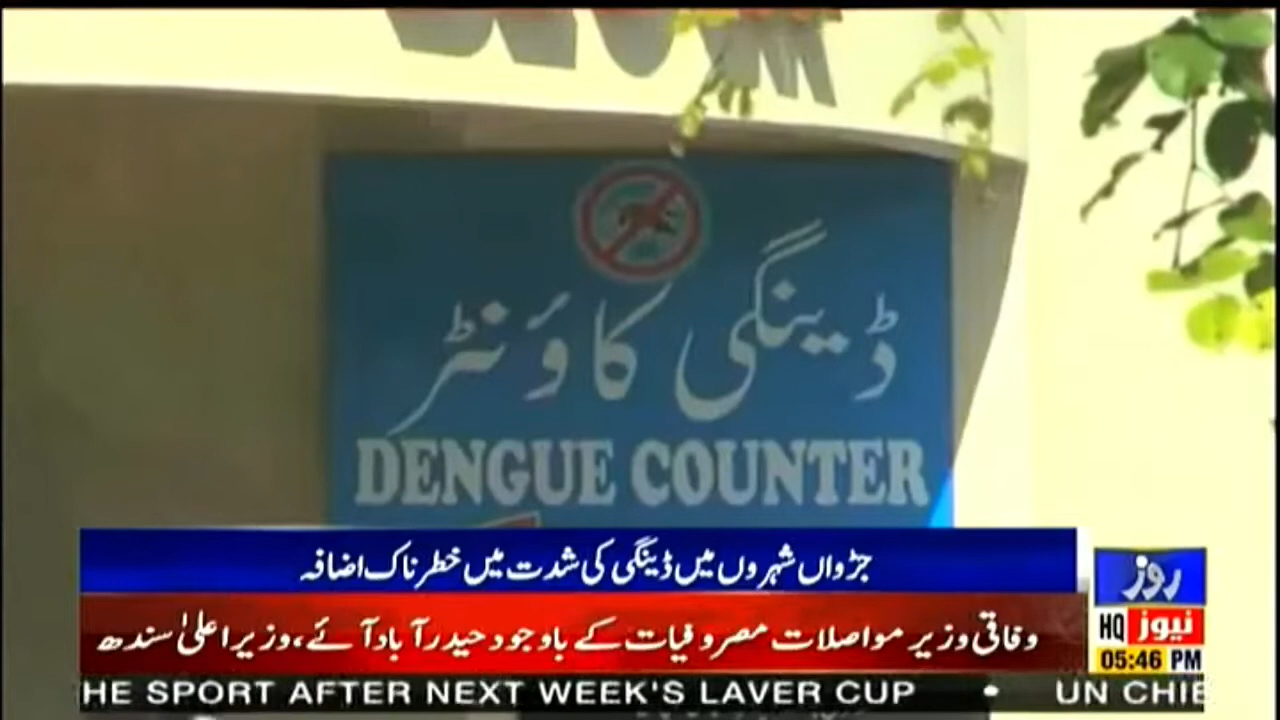 ڈینگی کاؤنٹر
DENGUE COUNTER
جڑواں شہروں میں ڈینگی کی شدت میں خطرناک اضافہ
روز
وفاقی وزیر مواصلات مصروفیات کے باوجود حیدرآباد آئے، وزیراعلیٰ سندھ
HQ نیوز
05:46 PM
HE SPORT AFTER NEXT WEEK'S LAVER CUP • UN CHIE